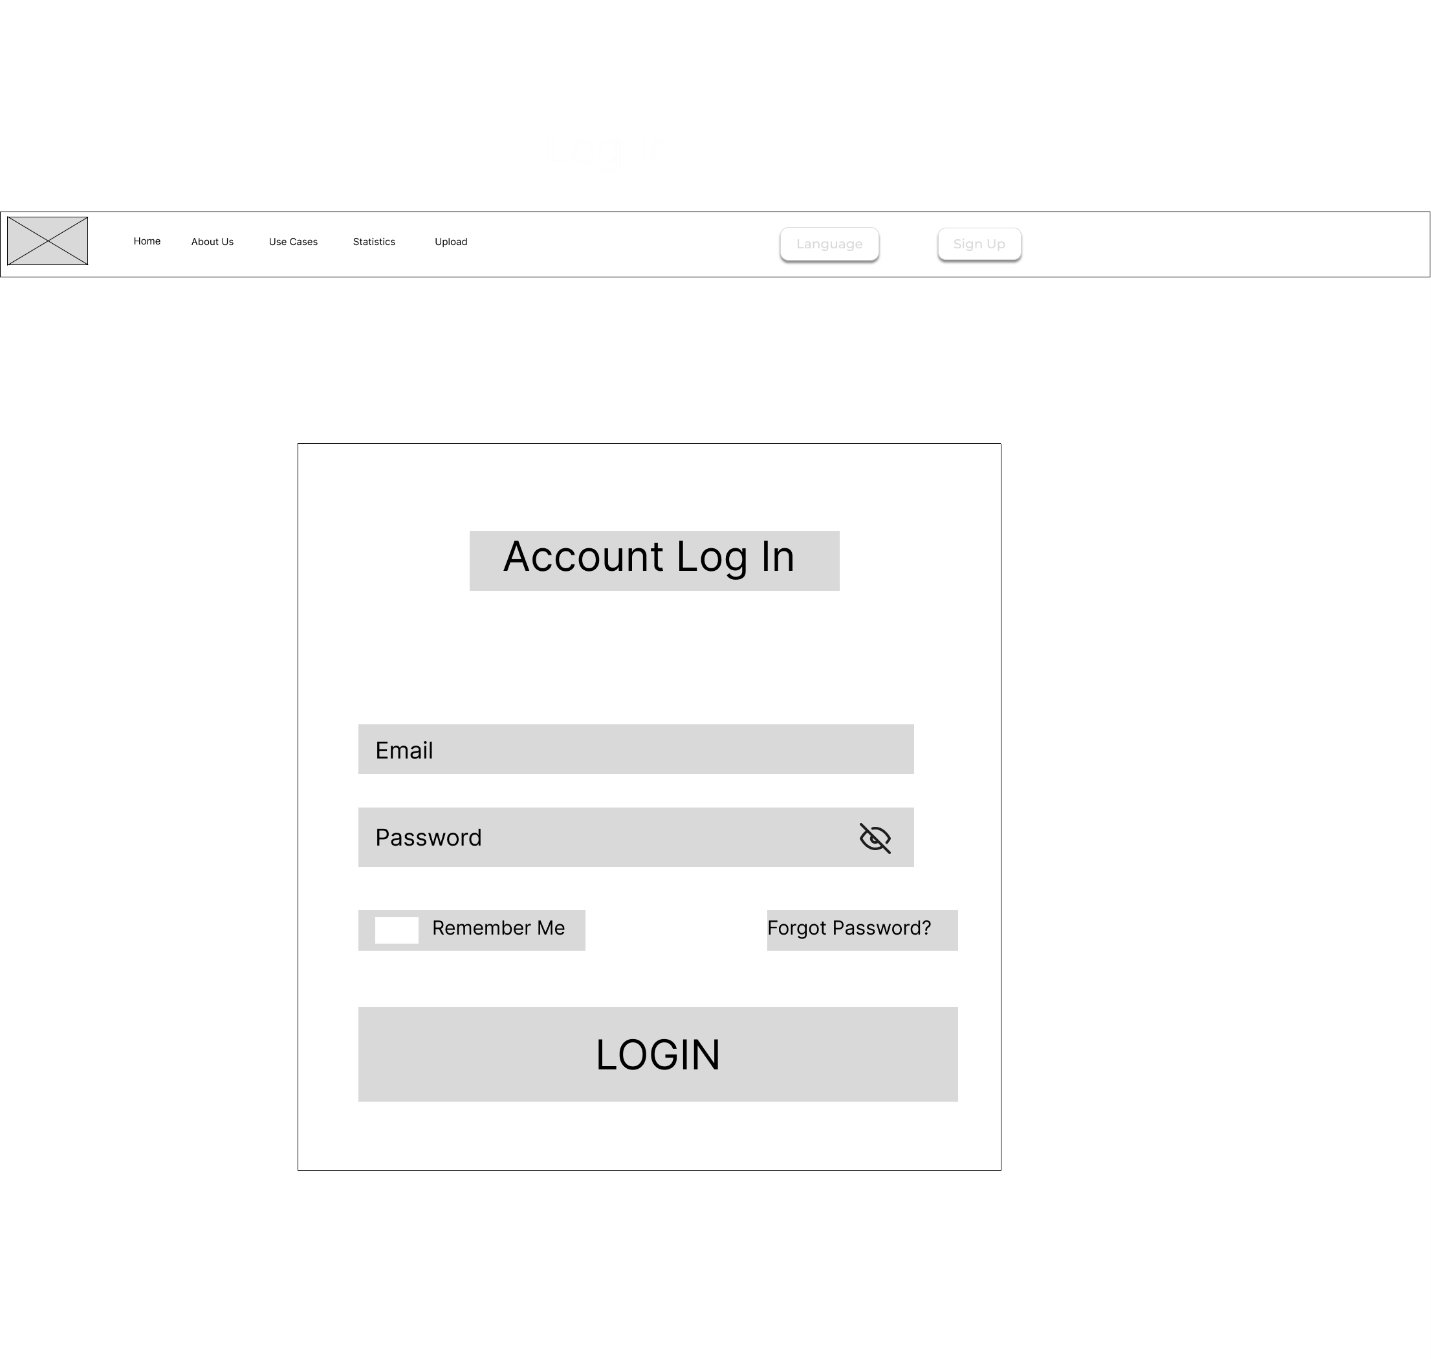 Home About Us Use Cases Statistics Upload Language Sign Up
Account Log In
Email
Password
Remember Me Forgot Password?
LOGIN